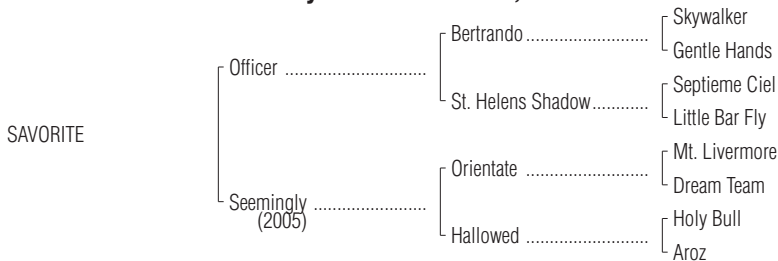 Skywalker
Bertrando
Gentle Hands
Officer
Septieme Ciel
St. Helens Shadow
Little Bar Fly
SAVORITE
Mt. Livermore
Orientate
Dream Team
Seemingly
(2005)
Holy Bull
Hallowed
Aroz